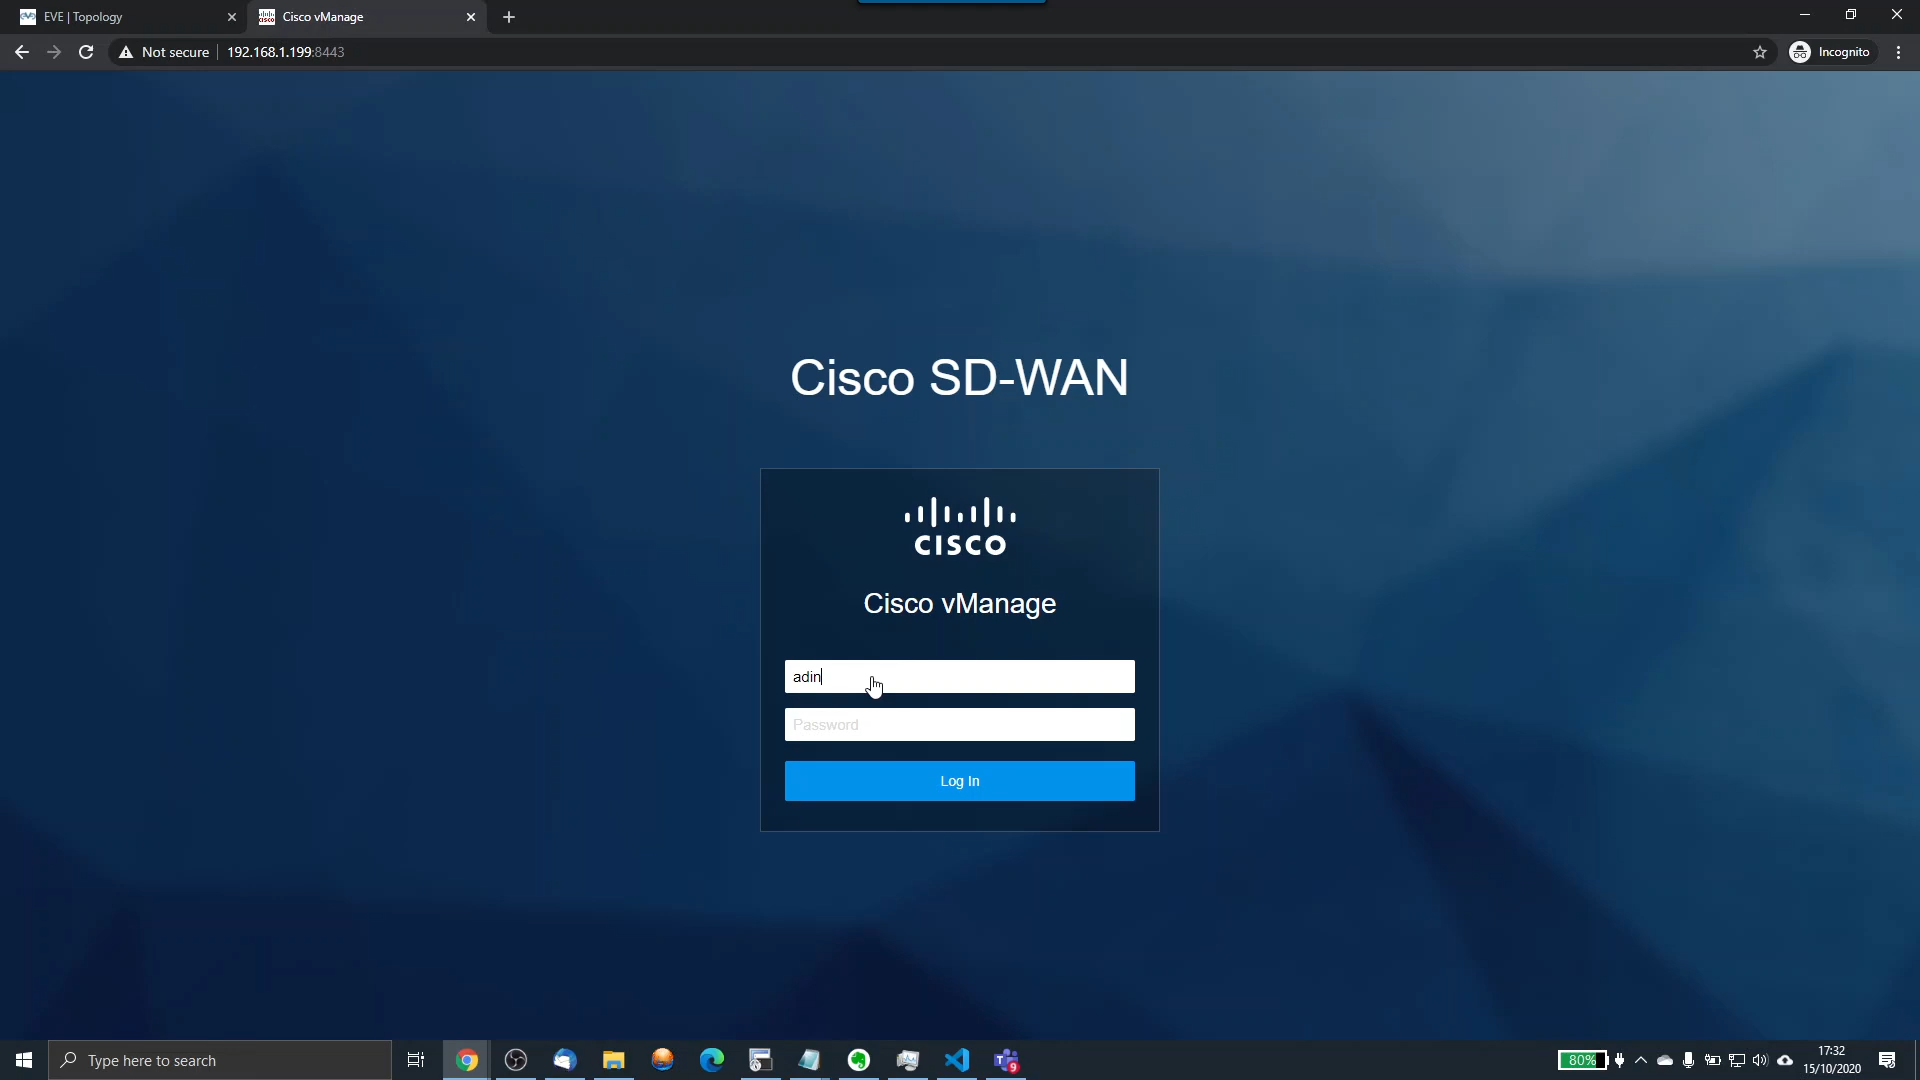 EVE | Topology
Cisco vManage
Not secure
192.168.1.199:8443
Incognito
Cisco SD-WAN
CISCO
Cisco vManage
adin
Password
Log In
Type here to search
9
80%
17:32
15/10/2020